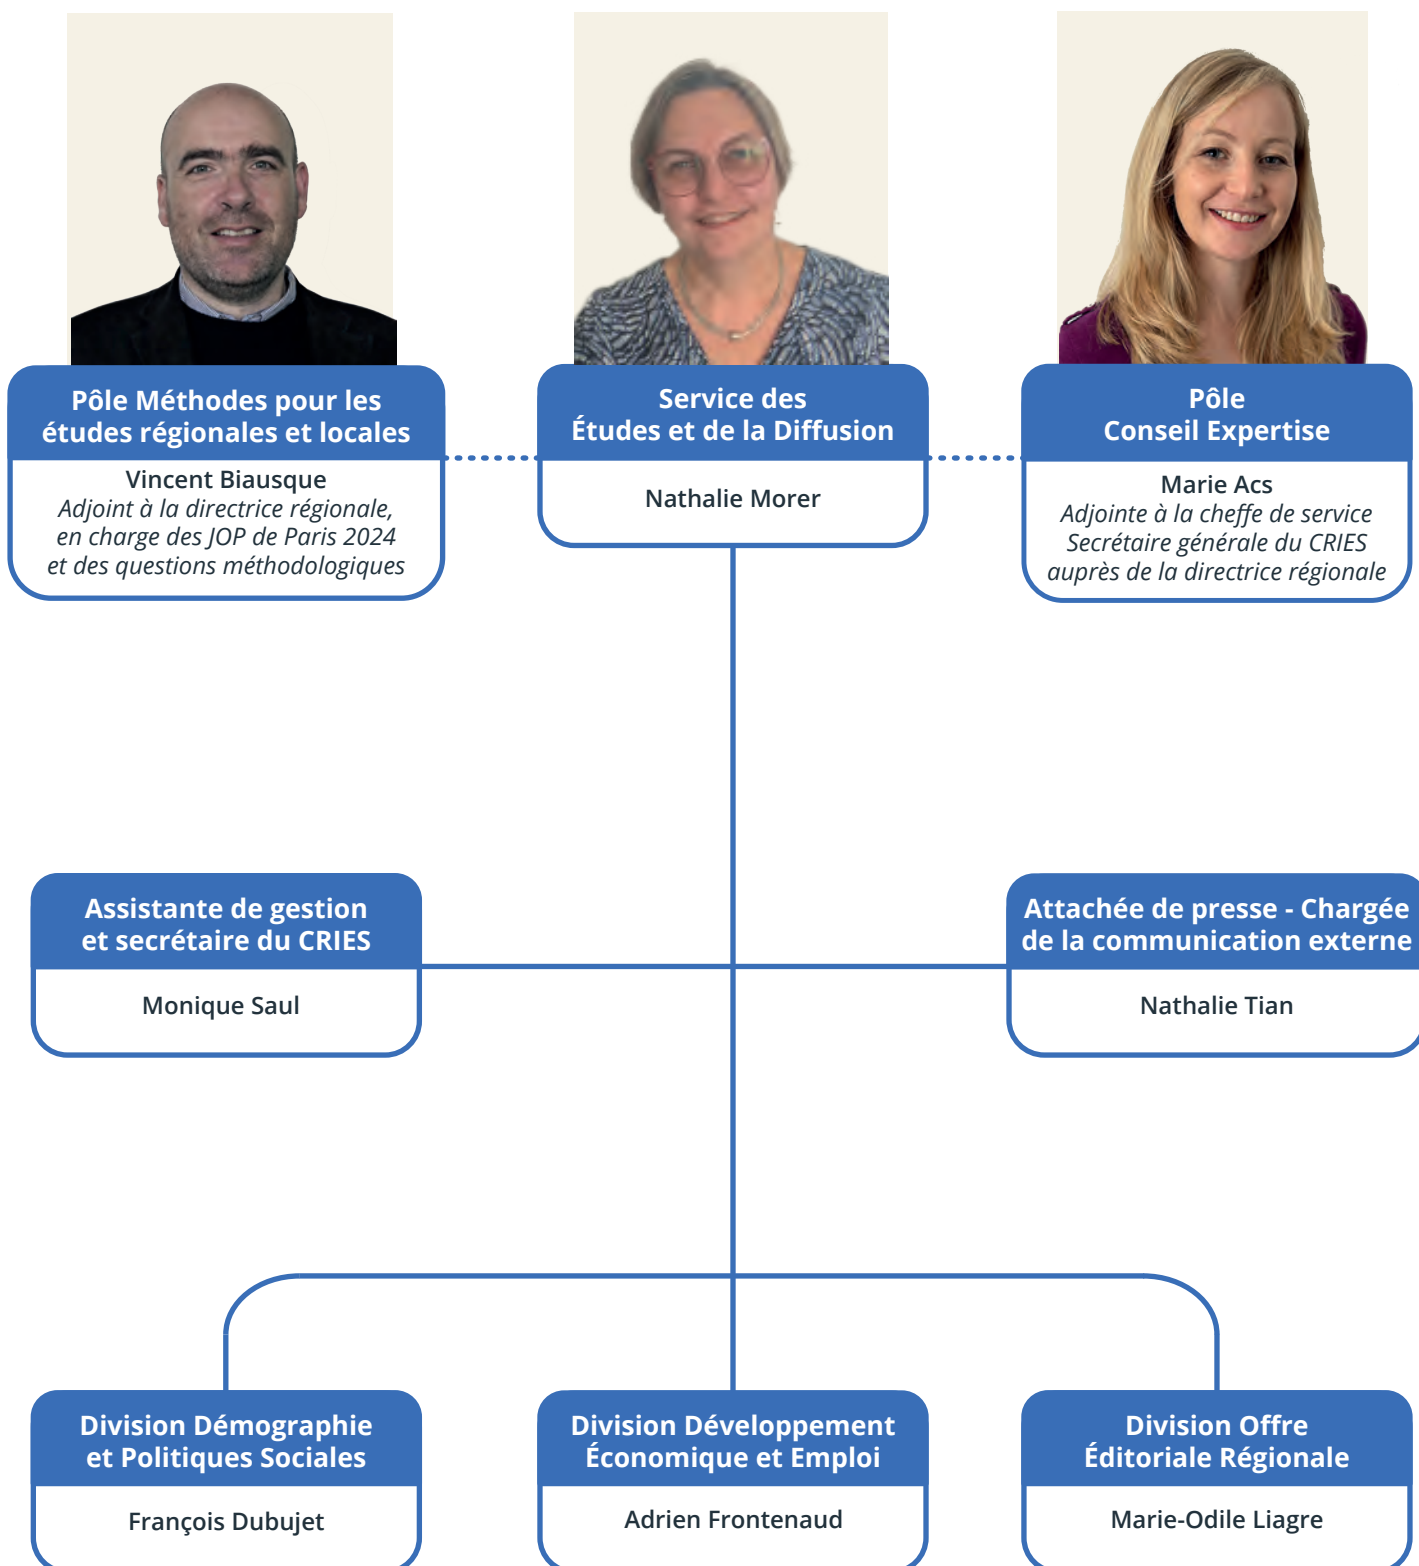 Pôle Méthodes pour les
études régionales et locales
Vincent Biausque
Adjoint à la directrice régionale,
en charge des JOP de Paris 2024
et des questions méthodologiques
Service des
Études et de la Diffusion
Nathalie Morer
Pôle
Conseil Expertise
Marie Acs
Adjointe à la cheffe de service
Secrétaire générale du CRIES
auprès de la directrice régionale
Assistante de gestion
et secrétaire du CRIES
Monique Saul
Attachée de presse - Chargée
de la communication externe
Nathalie Tian
Division Démographie
et Politiques Sociales
François Dubujet
Division Développement
Économique et Emploi
Adrien Frontenaud
Division Offre
Éditoriale Régionale
Marie-Odile Liagre